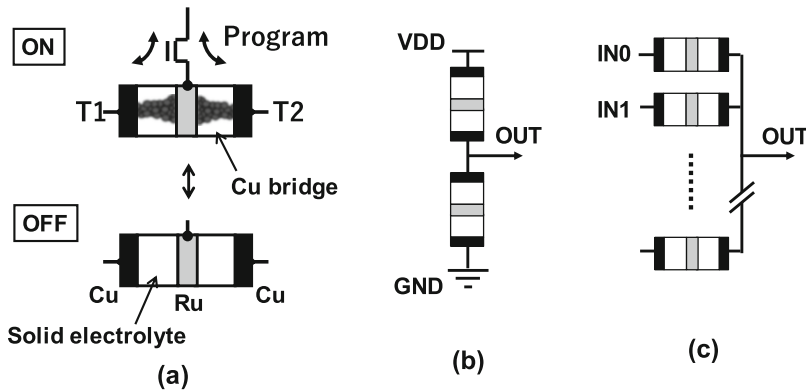 ON
Program
T1
T2
Cu bridge
OFF
Cu
Ru
Cu
Solid electrolyte
(a)
VDD
OUT
GND
(b)
IN0
IN1
OUT
(c)